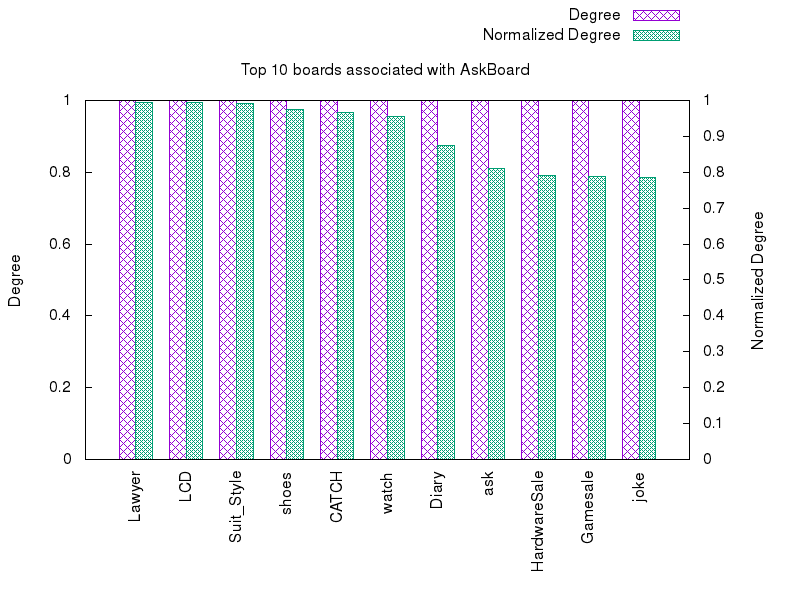 Degree
Normalized Degree
Top 10 boards associated with AskBoard
1
0.8
0.6
0.4
0.2
0
Degree
1
0.9
0.8
0.7
0.6
0.5
0.4
0.3
0.2
0.1
0
Normalized Degree
Lawyer
LCD
Suit_Style
shoes
CATCH
watch
Diary
ask
HardwareSale
Gamesale
joke